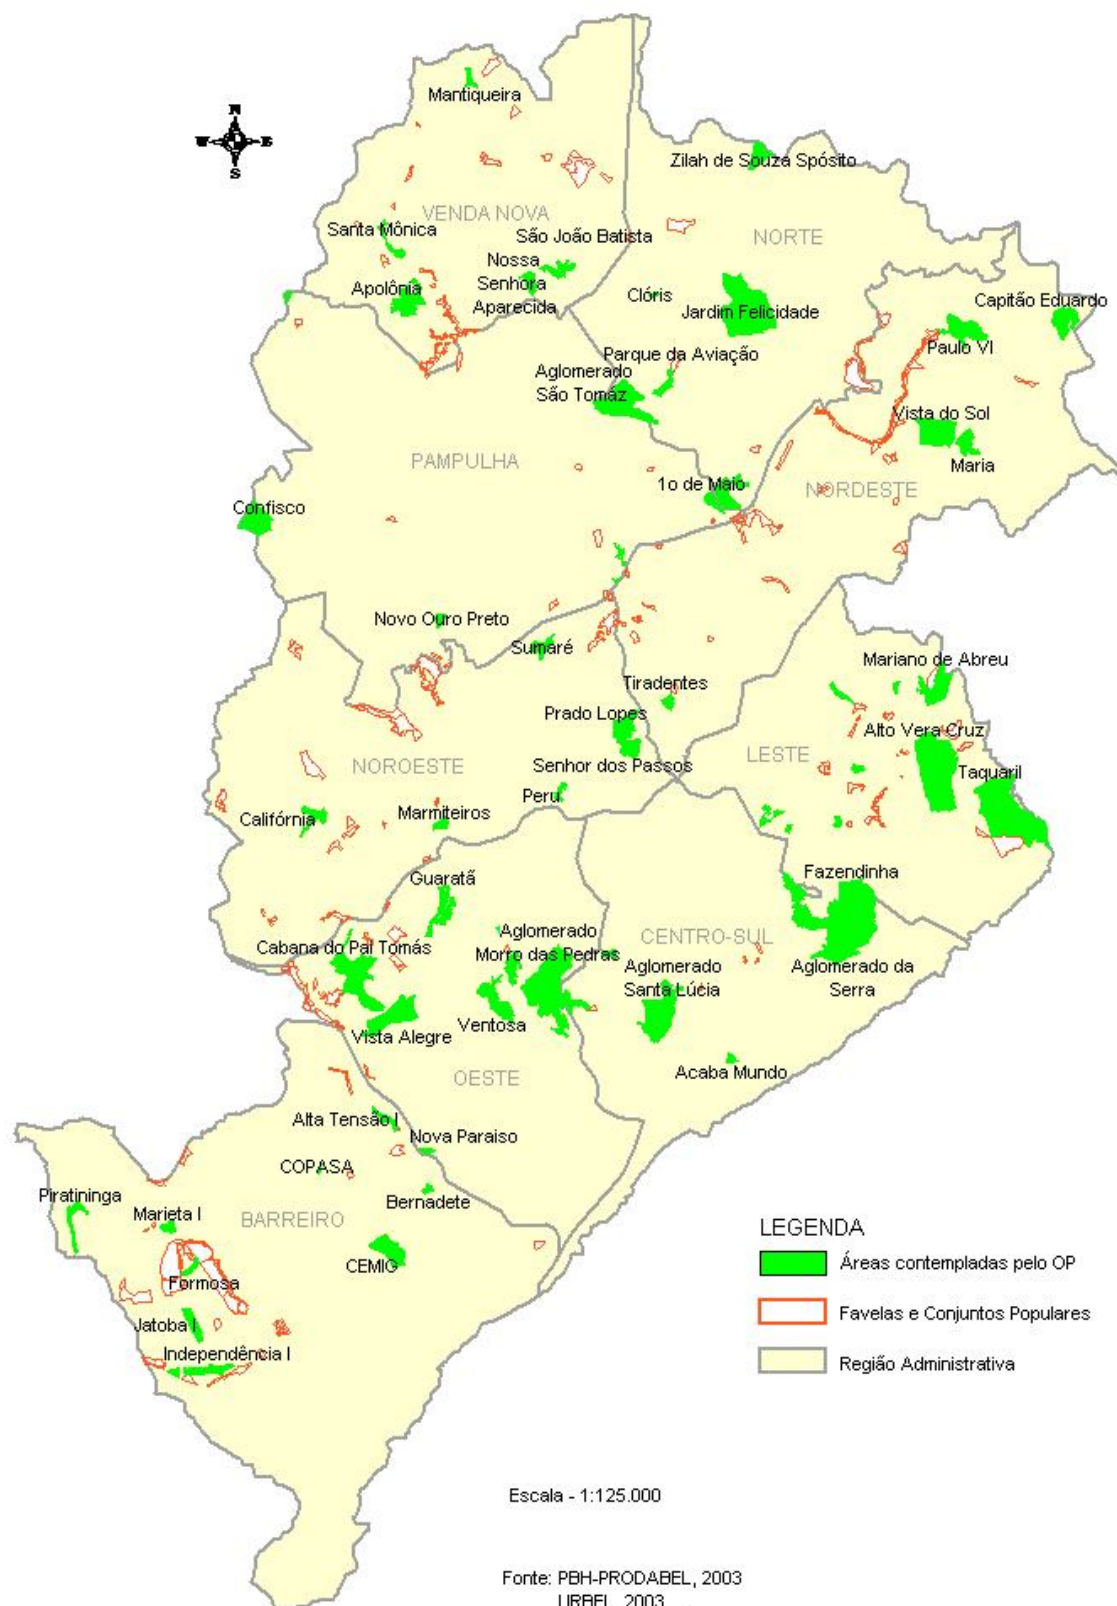 Mantiqueira
N
W E
S
Zilah de Souza Spósito
VENDA NOVA
Santa Mônica
São João Batista
NORTE
Nossa
Senhora
Aparecida
Apolônia
Clóris
Jardim Felicidade
Capitão Eduardo
Paulo VI
Parque da Aviação
Aglomerado
São Tomáz
Vista do Sol
Maria
PAMPULHA
1o de Maio
NORDESTE
Confisco
Novo Ouro Preto
Sumaré
Mariano de Abreu
Tiradentes
Prado Lopes
Alto Vera Cruz
LESTE
Senhor dos Passos
NOROESTE
Taquaril
Peru
Califórnia
Marmiteiros
Fazendinha
Guaratã
Aglomerado
Morro das Pedras
CENTRO-SUL
Cabana do Pai Tomás
Aglomerado
Santa Lúcia
Aglomerado da
Serra
Ventosa
Vista Alegre
Acaba Mundo
OESTE
Alta Tensão I
Nova Paraiso
COPASA
Bernadete
Piratininga
Marieta I
BARREIRO
CEMIG
Formosa
Jatoba I
Independência I
LEGENDA
Áreas contempladas pelo OP
Favelas e Conjuntos Populares
Região Administrativa
Escala - 1:125.000
Fonte: PBH-PRODABEL, 2003
URBEL, 2003